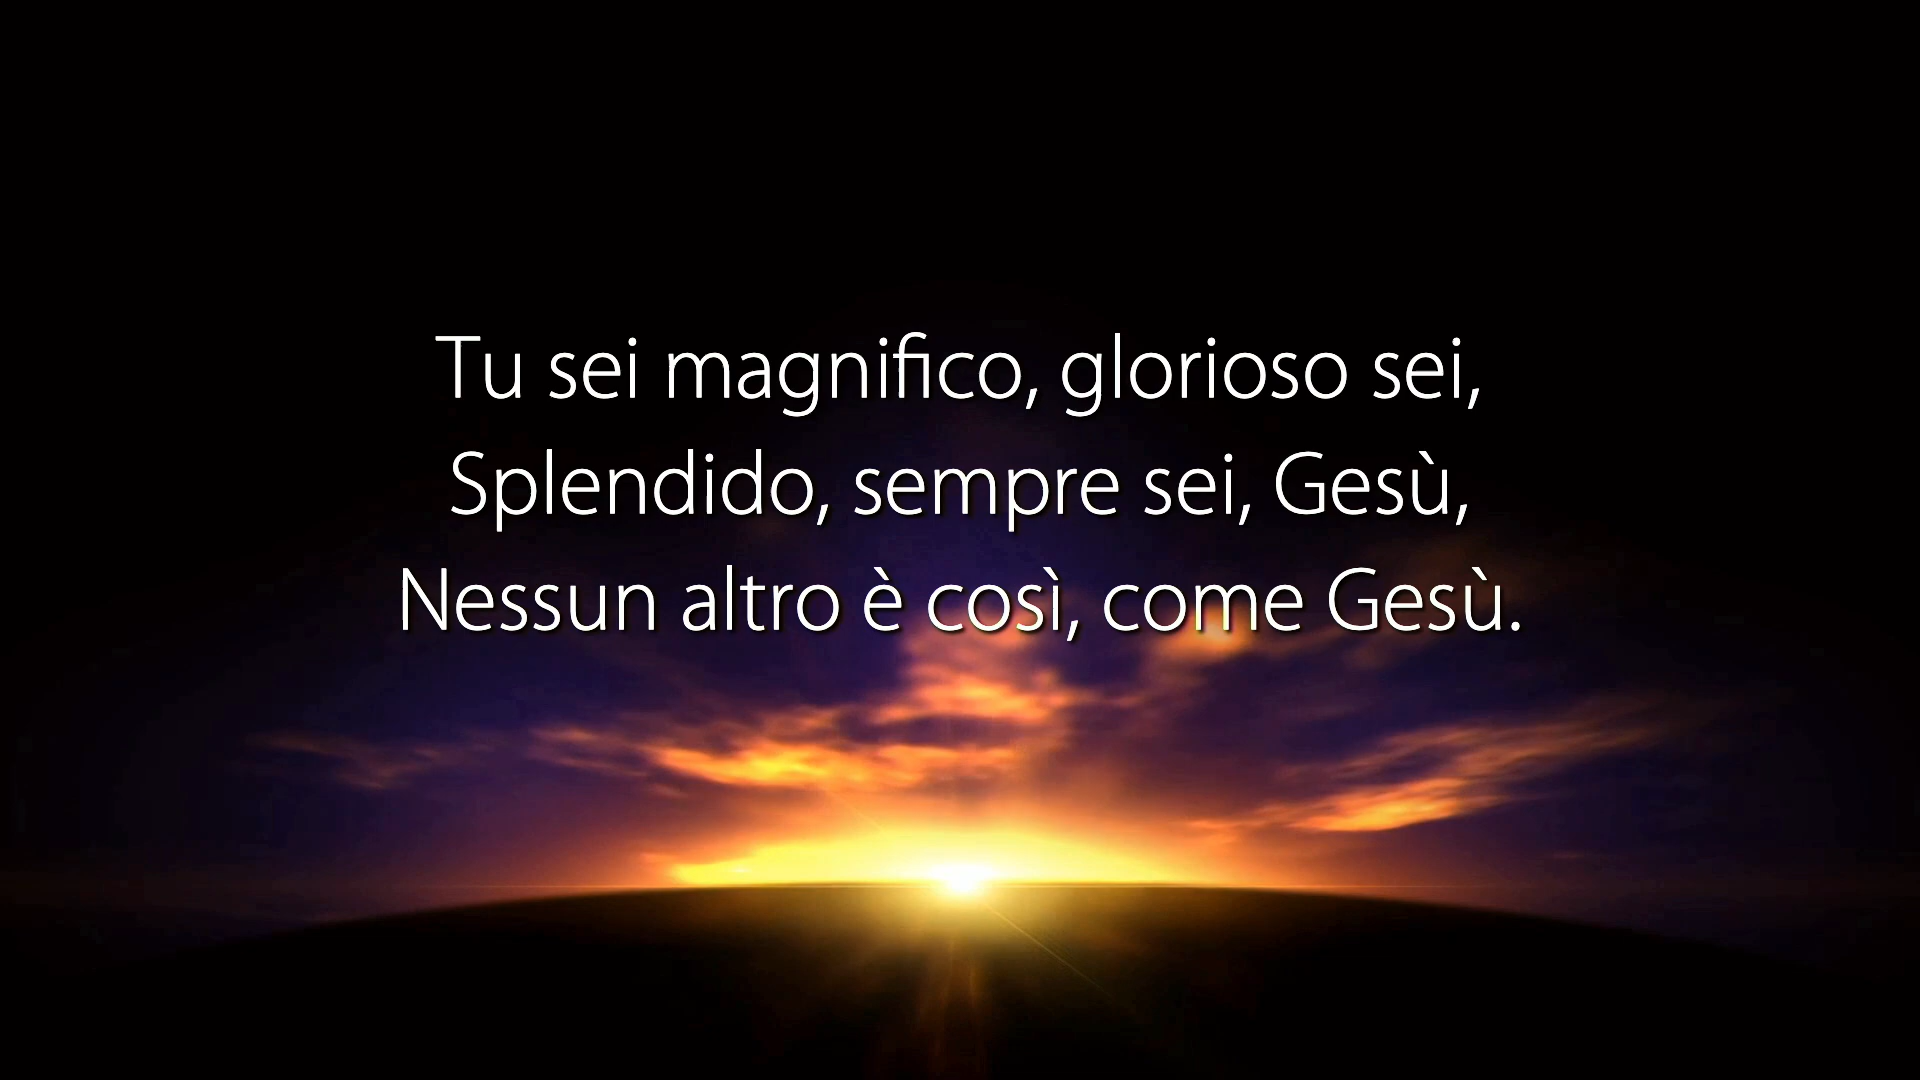 Tu sei magnifico, glorioso sei,
Splendido, sempre sei, Gesù,
Nessun altro è così, come Gesù.